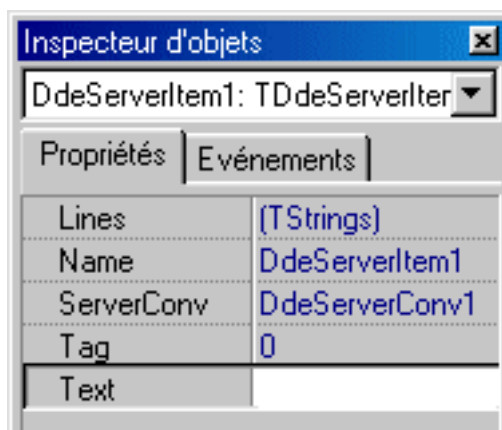 Inspecteur d'objets
DdeServerItem1: TDdeServerIter
Propriétés Evénements
Lines (TStrings)
Name DdeServerItem1
ServerConv DdeServerConv1
Tag 0
Text